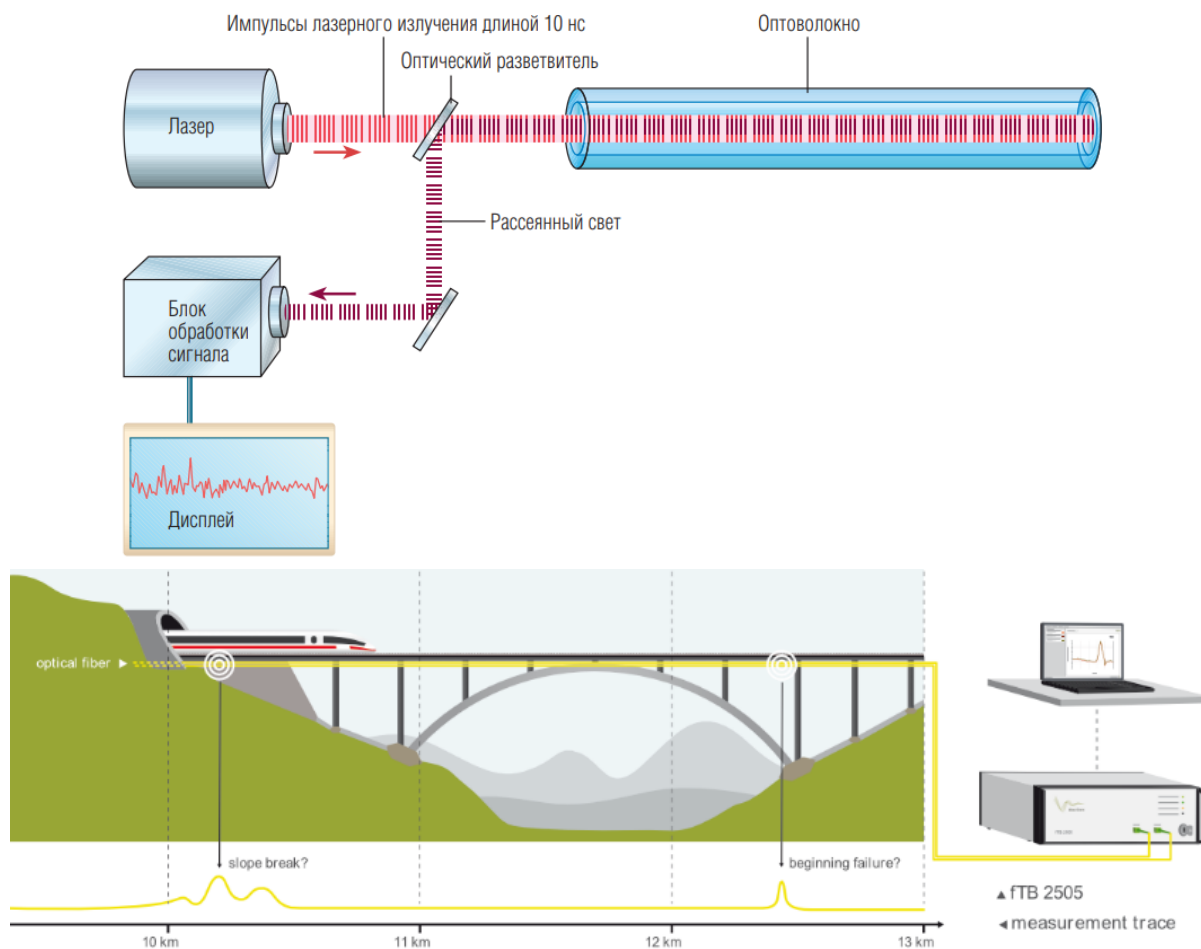 Импульсы лазерного излучения длиной 10 нс
Оптоволокно
Оптический разветвитель
Лазер
Рассеянный свет
Блок
обработки
сигнала
Дисплей
optical fiber
slope break?
beginning failure?
fTB 2505
measurement trace
10 km
11 km
12 km
13 km